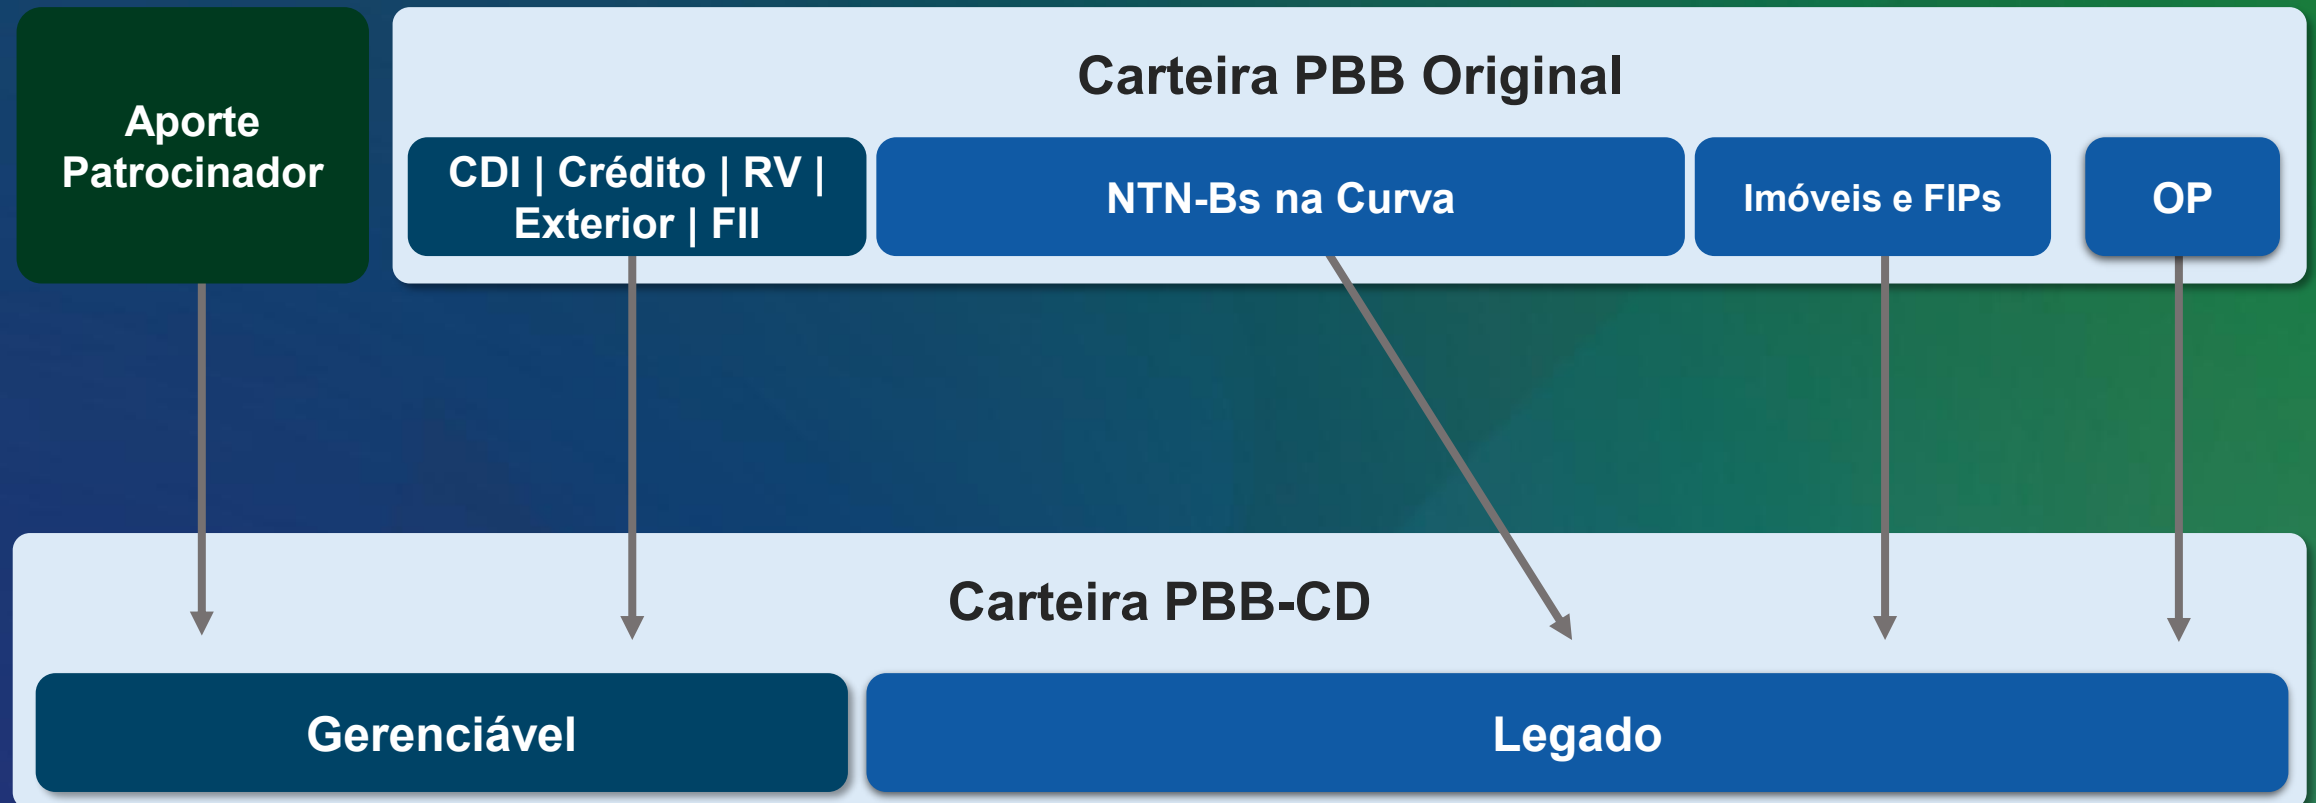 Aporte
Patrocinador
Carteira PBB Original
CDI | Crédito | RV |
Exterior | FII
NTN-Bs na Curva
Imóveis e FIPs
OP
Carteira PBB-CD
Gerenciável
Legado